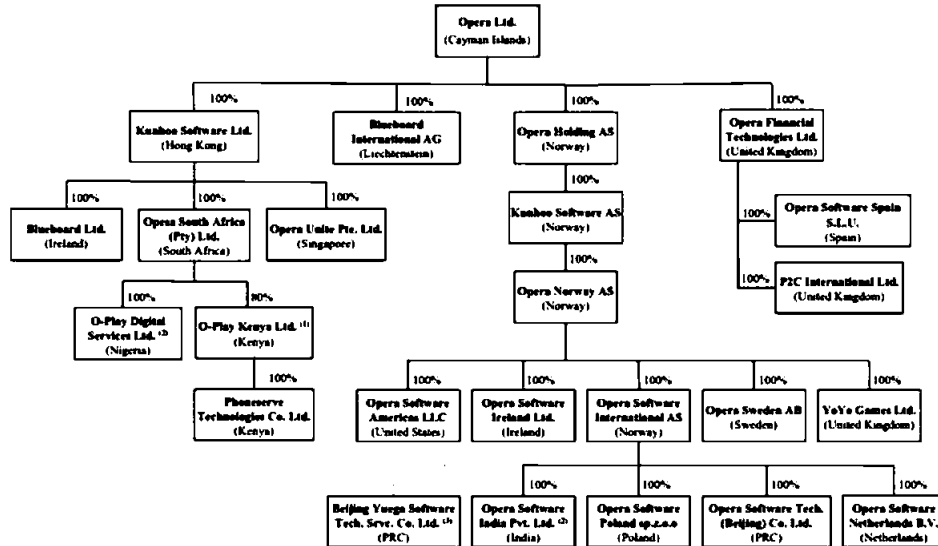 Opera Ltd.
(Cayman Islands)
100%
100%
100%
100%
Kunhoo Software Ltd.
(Hong Kong)
Blueboard
International AG
(Liechtenstein)
Opera Holding AS
(Norway)
Opera Financial
Technologies Ltd.
(United Kingdom)
100%
100%
100%
100%
Blueboard Ltd.
(Ireland)
Opera South Africa
(Pty) Ltd.
(South Africa)
Opera Unite Pte. Ltd.
(Singapore)
Kunhoo Software AS
(Norway)
100%
Opera Software Spain
S.L.U.
(Spain)
100%
100%
P2C International Ltd.
(United Kingdom)
100%
80%
Opera Norway AS
(Norway)
O-Play Digital
Services Ltd. (2)
(Nigeria)
O-Play Kenya Ltd. (1)
(Kenya)
100%
Phoneserve
Technologies Co. Ltd.
(Kenya)
100%
100%
100%
100%
100%
Opera Software
Americas LLC
(United States)
Opera Software
Ireland Ltd.
(Ireland)
Opera Software
International AS
(Norway)
Opera Sweden AB
(Sweden)
YoYo Games Ltd.
(United Kingdom)
100%
100%
100%
100%
Beijing Yuega Software
Tech. Srve. Co. Ltd. (3)
(PRC)
Opera Software
India Pvt. Ltd. (2)
(India)
Opera Software
Poland sp.z.o.o
(Poland)
Opera Software Tech.
(Beijing) Co. Ltd.
(PRC)
Opera Software
Netherlands B.V.
(Netherlands)